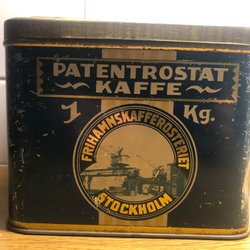 PATENTROSTAT
KAFFE
1 Kg.
FRIHAMNSKAFFEROSTERIET
STOCKHOLM